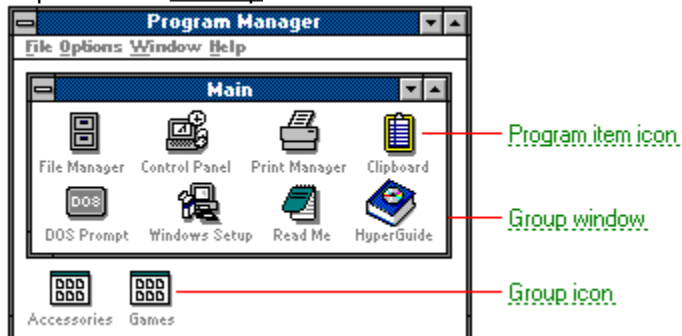 Program Manager
File Options Window Help
Main
File Manager Control Panel Print Manager Clipboard
Program item icon
DOS
DOS Prompt Windows Setup Read Me HyperGuide
Group window
Group icon
Accessories Games